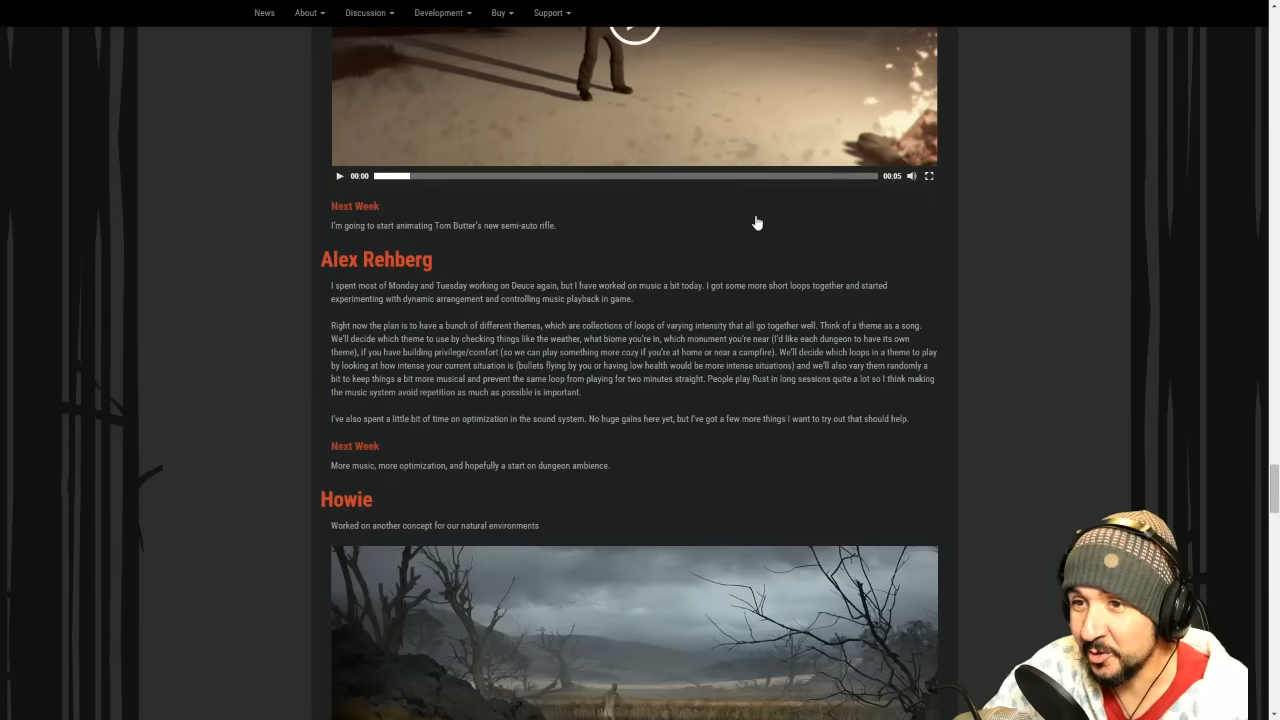 News About Discussion Development Buy Support
00:00 00:05
Next Week
I'm going to start animating Tom Butter's new semi-auto rifle.
Alex Rehberg
I spent most of Monday and Tuesday working on Deuce again, but I have worked on music a bit today. I got some more short loops together and started
experimenting with dynamic arrangement and controlling music playback in game.
Right now the plan is to have a bunch of different themes, which are collections of loops of varying intensity that all go together well. Think of a theme as a song.
We'll decide which theme to use by checking things like the weather, what biome you're in, which monument you're near (I'd like each dungeon to have its own
theme), if you have building privilege/comfort (so we can play something more cozy if you're at home or near a campfire). We'll decide which loops in a theme to play
by looking at how intense your current situation is (bullets flying by you or having low health would be more intense situations) and we'll also vary them randomly a
bit to keep things a bit more musical and prevent the same loop from playing for two minutes straight. People play Rust in long sessions quite a lot so I think making
the music system avoid repetition as much as possible is important.
I've also spent a little bit of time on optimization in the sound system. No huge gains here yet, but I've got a few more things I want to try out that should help.
Next Week
More music, more optimization, and hopefully a start on dungeon ambience.
Howie
Worked on another concept for our natural environments